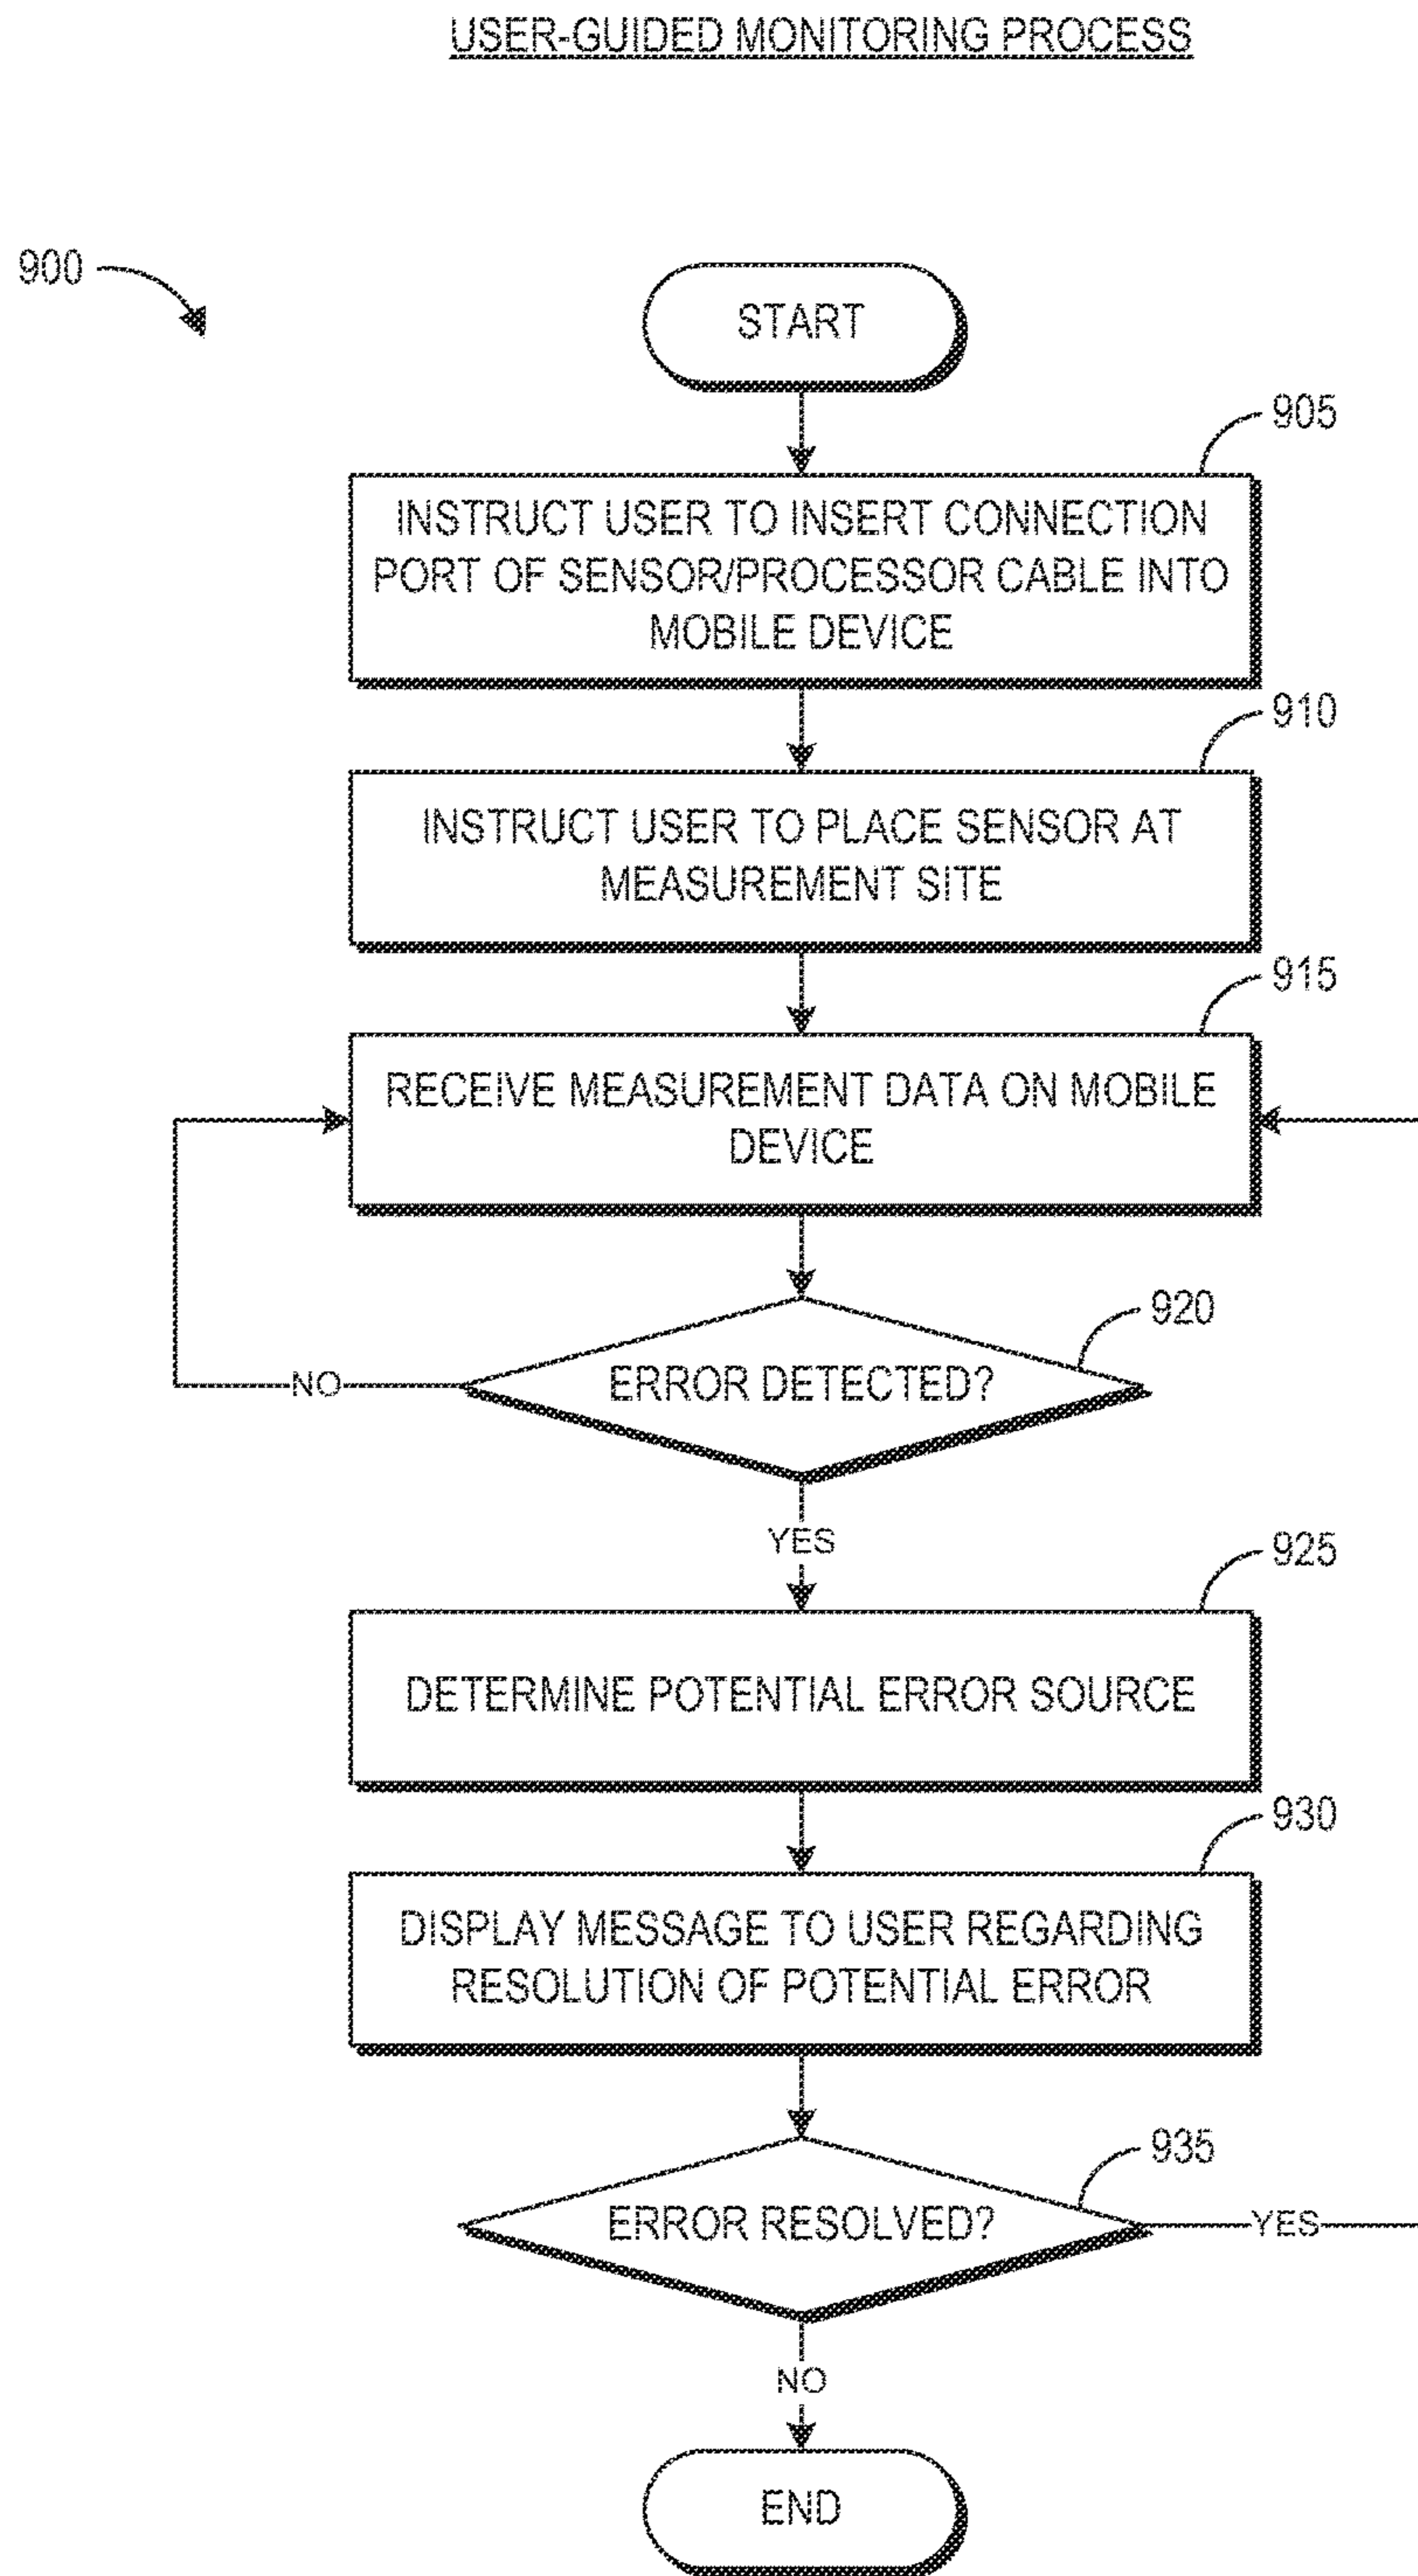 USER-GUIDED MONITORING PROCESS
900
START
905
INSTRUCT USER TO INSERT CONNECTION
PORT OF SENSOR/PROCESSOR CABLE INTO
MOBILE DEVICE
910
INSTRUCT USER TO PLACE SENSOR AT
MEASUREMENT SITE
915
RECEIVE MEASUREMENT DATA ON MOBILE
DEVICE
920
ERROR DETECTED?
NO
YES
925
DETERMINE POTENTIAL ERROR SOURCE
930
DISPLAY MESSAGE TO USER REGARDING
RESOLUTION OF POTENTIAL ERROR
935
ERROR RESOLVED?
YES
NO
END